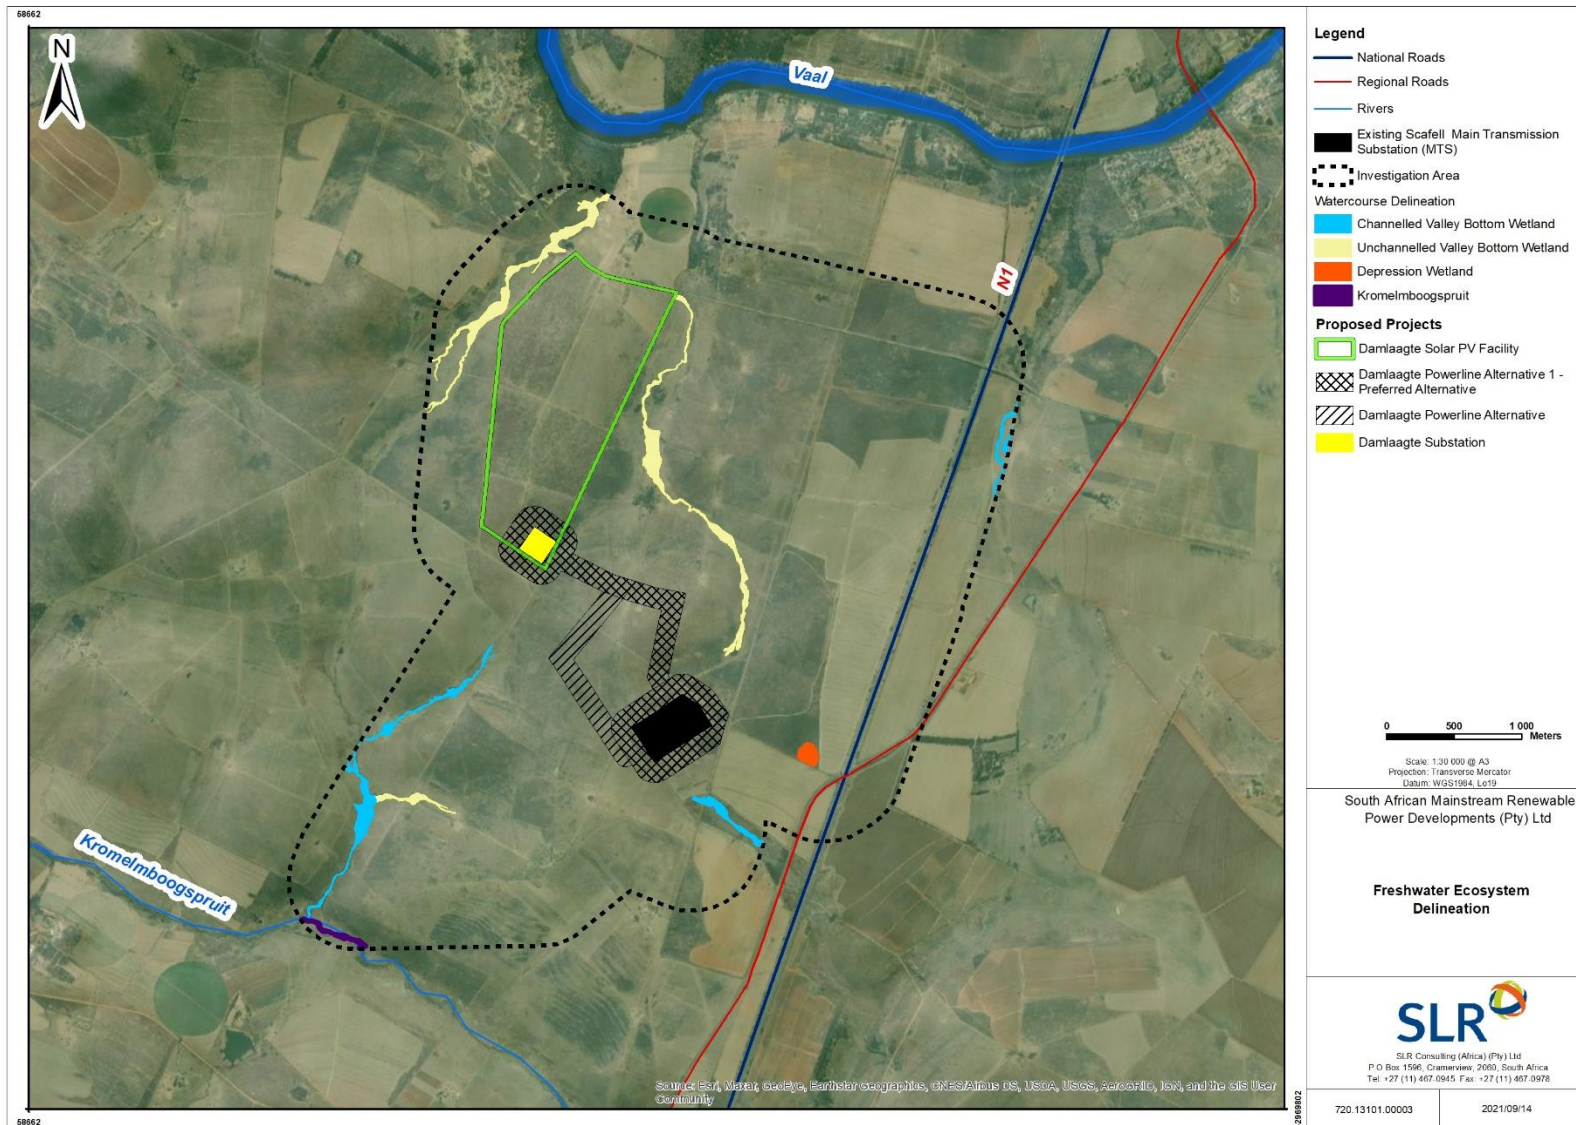 58662
N
Vaal
N1
Kromelmboogspruit
Source: Esri, Maxar, GeoEye, Earthstar Geographics, CNES/Airbus DS, USDA, USGS, AeroGRID, IGN, and the GIS User
Community
58662
-2969802
Legend
National Roads
Regional Roads
Rivers
Existing Scafell Main Transmission
Substation (MTS)
Investigation Area
Watercourse Delineation
Channelled Valley Bottom Wetland
Unchannelled Valley Bottom Wetland
Depression Wetland
Kromelmboogspruit
Proposed Projects
Damlaagte Solar PV Facility
Damlaagte Powerline Alternative 1 -
Preferred Alternative
Damlaagte Powerline Alternative
Damlaagte Substation
0 500 1 000
Meters
Scale: 1:30 000 @ A3
Projection: Transverse Mercator
Datum: WGS1984, Lo19
South African Mainstream Renewable
Power Developments (Pty) Ltd
Freshwater Ecosystem
Delineation
SLR
SLR Consulting (Africa) (Pty) Ltd
P O Box 1596, Cramerview, 2060, South Africa
Tel: +27 (11) 467-0945 Fax: +27 (11) 467-0978
720.13101.00003
2021/09/14